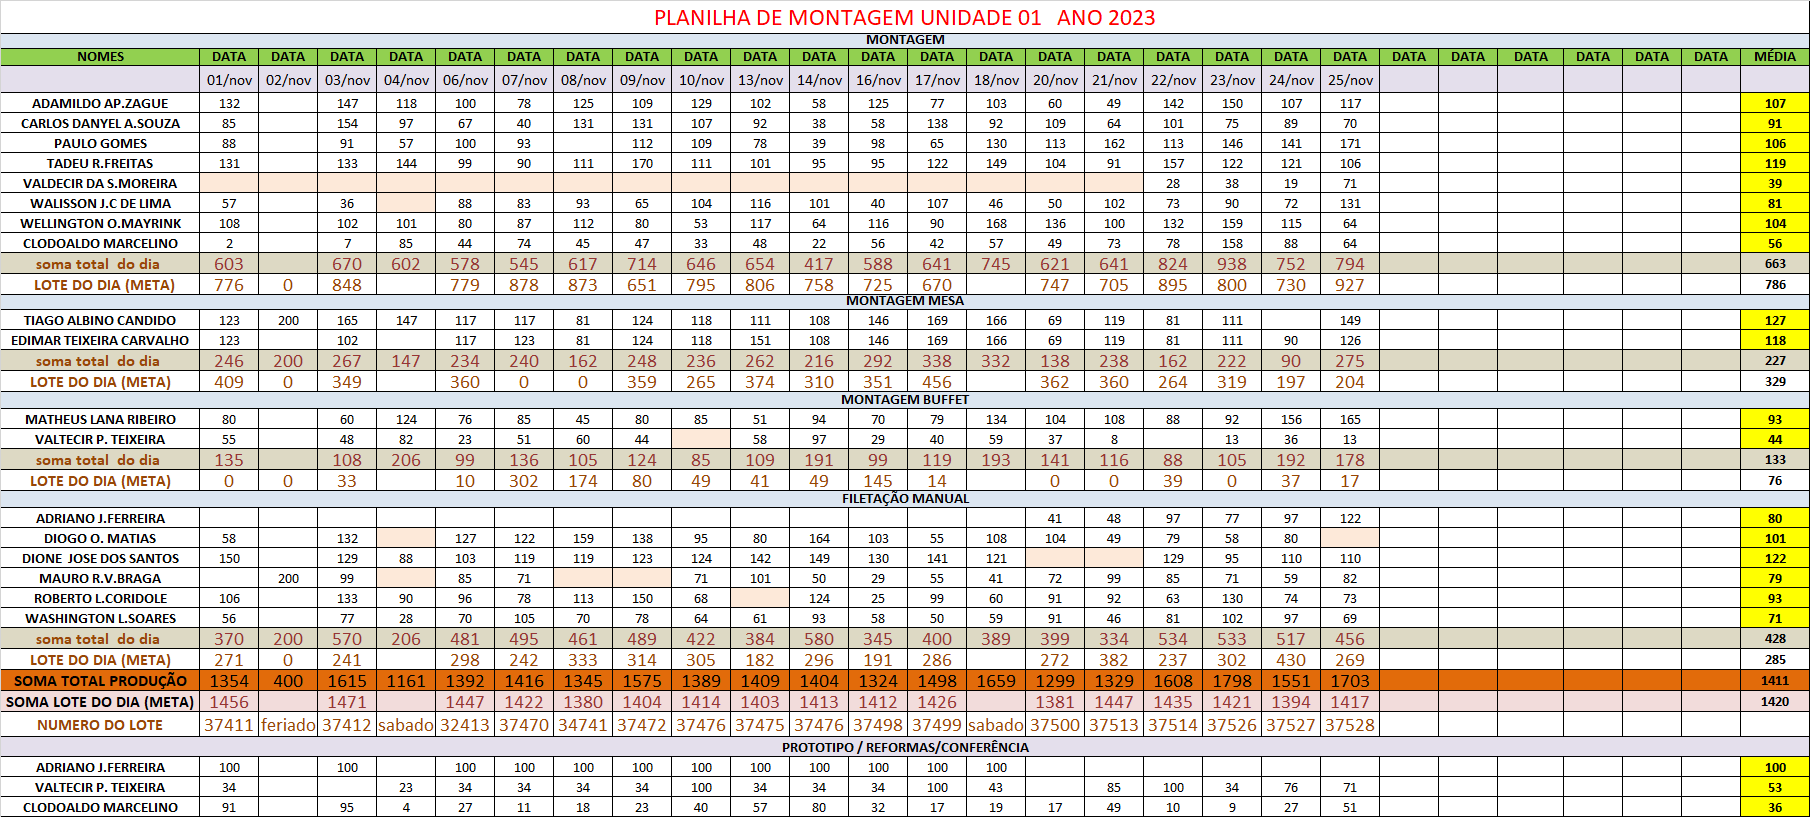 PLANILHA DE MONTAGEM UNIDADE 01 ANO 2023
MONTAGEM
NOMES DATA DATA DATA DATA DATA DATA DATA DATA DATA DATA DATA DATA DATA DATA DATA DATA DATA DATA DATA DATA DATA DATA DATA DATA DATA DATA MÉDIA
01/nov 02/nov 03/nov 04/nov 06/nov 07/nov 08/nov 09/nov 10/nov 13/nov 14/nov 16/nov 17/nov 18/nov 20/nov 21/nov 22/nov 23/nov 24/nov 25/nov
ADAMILDO AP.ZAGUE 132 147 118 100 78 125 109 129 102 58 125 77 103 60 49 142 150 107 117 107
CARLOS DANYEL A.SOUZA 85 154 97 67 40 131 131 107 92 38 58 138 92 109 64 101 75 89 70 91
PAULO GOMES 88 91 57 100 93 112 109 78 39 98 65 130 113 162 113 146 141 171 106
TADEU R.FREITAS 131 133 144 99 90 111 170 111 101 95 95 122 149 104 91 157 122 121 106 119
VALDECIR DA S.MOREIRA 28 38 19 71 39
WALISSON J.C DE LIMA 57 36 88 83 93 65 104 116 101 40 107 46 50 102 73 90 72 131 81
WELLINGTON O.MAYRINK 108 102 101 80 87 112 80 53 117 64 116 90 168 136 100 132 159 115 64 104
CLODOALDO MARCELINO 2 7 85 44 74 45 47 33 48 22 56 42 57 49 73 78 158 88 64 56
soma total do dia 603 670 602 578 545 617 714 646 654 417 588 641 745 621 641 824 938 752 794 663
LOTE DO DIA (META) 776 0 848 779 878 873 651 795 806 758 725 670 747 705 895 800 730 927 786
MONTAGEM MESA
TIAGO ALBINO CANDIDO 123 200 165 147 117 117 81 124 118 111 108 146 169 166 69 119 81 111 149 127
EDIMAR TEIXEIRA CARVALHO 123 102 117 123 81 124 118 151 108 146 169 166 69 119 81 111 90 126 118
soma total do dia 246 200 267 147 234 240 162 248 236 262 216 292 338 332 138 238 162 222 90 275 227
LOTE DO DIA (META) 409 0 349 360 0 0 359 265 374 310 351 456 362 360 264 319 197 204 329
MONTAGEM BUFFET
MATHEUS LANA RIBEIRO 80 60 124 76 85 45 80 85 51 94 70 79 134 104 108 88 92 156 165 93
VALTECIR P. TEIXEIRA 55 48 82 23 51 60 44 58 97 29 40 59 37 8 13 36 13 44
soma total do dia 135 108 206 99 136 105 124 85 109 191 99 119 193 141 116 88 105 192 178 133
LOTE DO DIA (META) 0 0 33 10 302 174 80 49 41 49 145 14 0 0 39 0 37 17 76
FILETAÇÃO MANUAL
ADRIANO J.FERREIRA 41 48 97 77 97 122 80
DIOGO O. MATIAS 58 132 127 122 159 138 95 80 164 103 55 108 104 49 79 58 80 101
DIONE JOSE DOS SANTOS 150 129 88 103 119 119 123 124 142 149 130 141 121 129 95 110 110 122
MAURO R.V.BRAGA 200 99 85 71 71 101 50 29 55 41 72 99 85 71 59 82 79
ROBERTO L.CORIDOLE 106 133 90 96 78 113 150 68 124 25 99 60 91 92 63 130 74 73 93
WASHINGTON L.SOARES 56 77 28 70 105 70 78 64 61 93 58 50 59 91 46 81 102 97 69 71
soma total do dia 370 200 570 206 481 495 461 489 422 384 580 345 400 389 399 334 534 533 517 456 428
LOTE DO DIA (META) 271 0 241 298 242 333 314 305 182 296 191 286 272 382 237 302 430 269 285
SOMA TOTAL PRODUÇÃO 1354 400 1615 1161 1392 1416 1345 1575 1389 1409 1404 1324 1498 1659 1299 1329 1608 1798 1551 1703 1411
SOMA LOTE DO DIA (META) 1456 1471 1447 1422 1380 1404 1414 1403 1413 1412 1426 1381 1447 1435 1421 1394 1417 1420
NUMERO DO LOTE 37411 feriado 37412 sabado 32413 37470 34741 37472 37476 37475 37476 37498 37499 sabado 37500 37513 37514 37526 37527 37528
PROTOTIPO / REFORMAS/CONFERÊNCIA
ADRIANO J.FERREIRA 100 100 100 100 100 100 100 100 100 100 100 100 100
VALTECIR P. TEIXEIRA 34 23 34 34 34 34 100 34 34 34 100 43 85 100 34 76 71 53
CLODOALDO MARCELINO 91 95 4 27 11 18 23 40 57 80 32 17 19 17 49 10 9 27 51 36